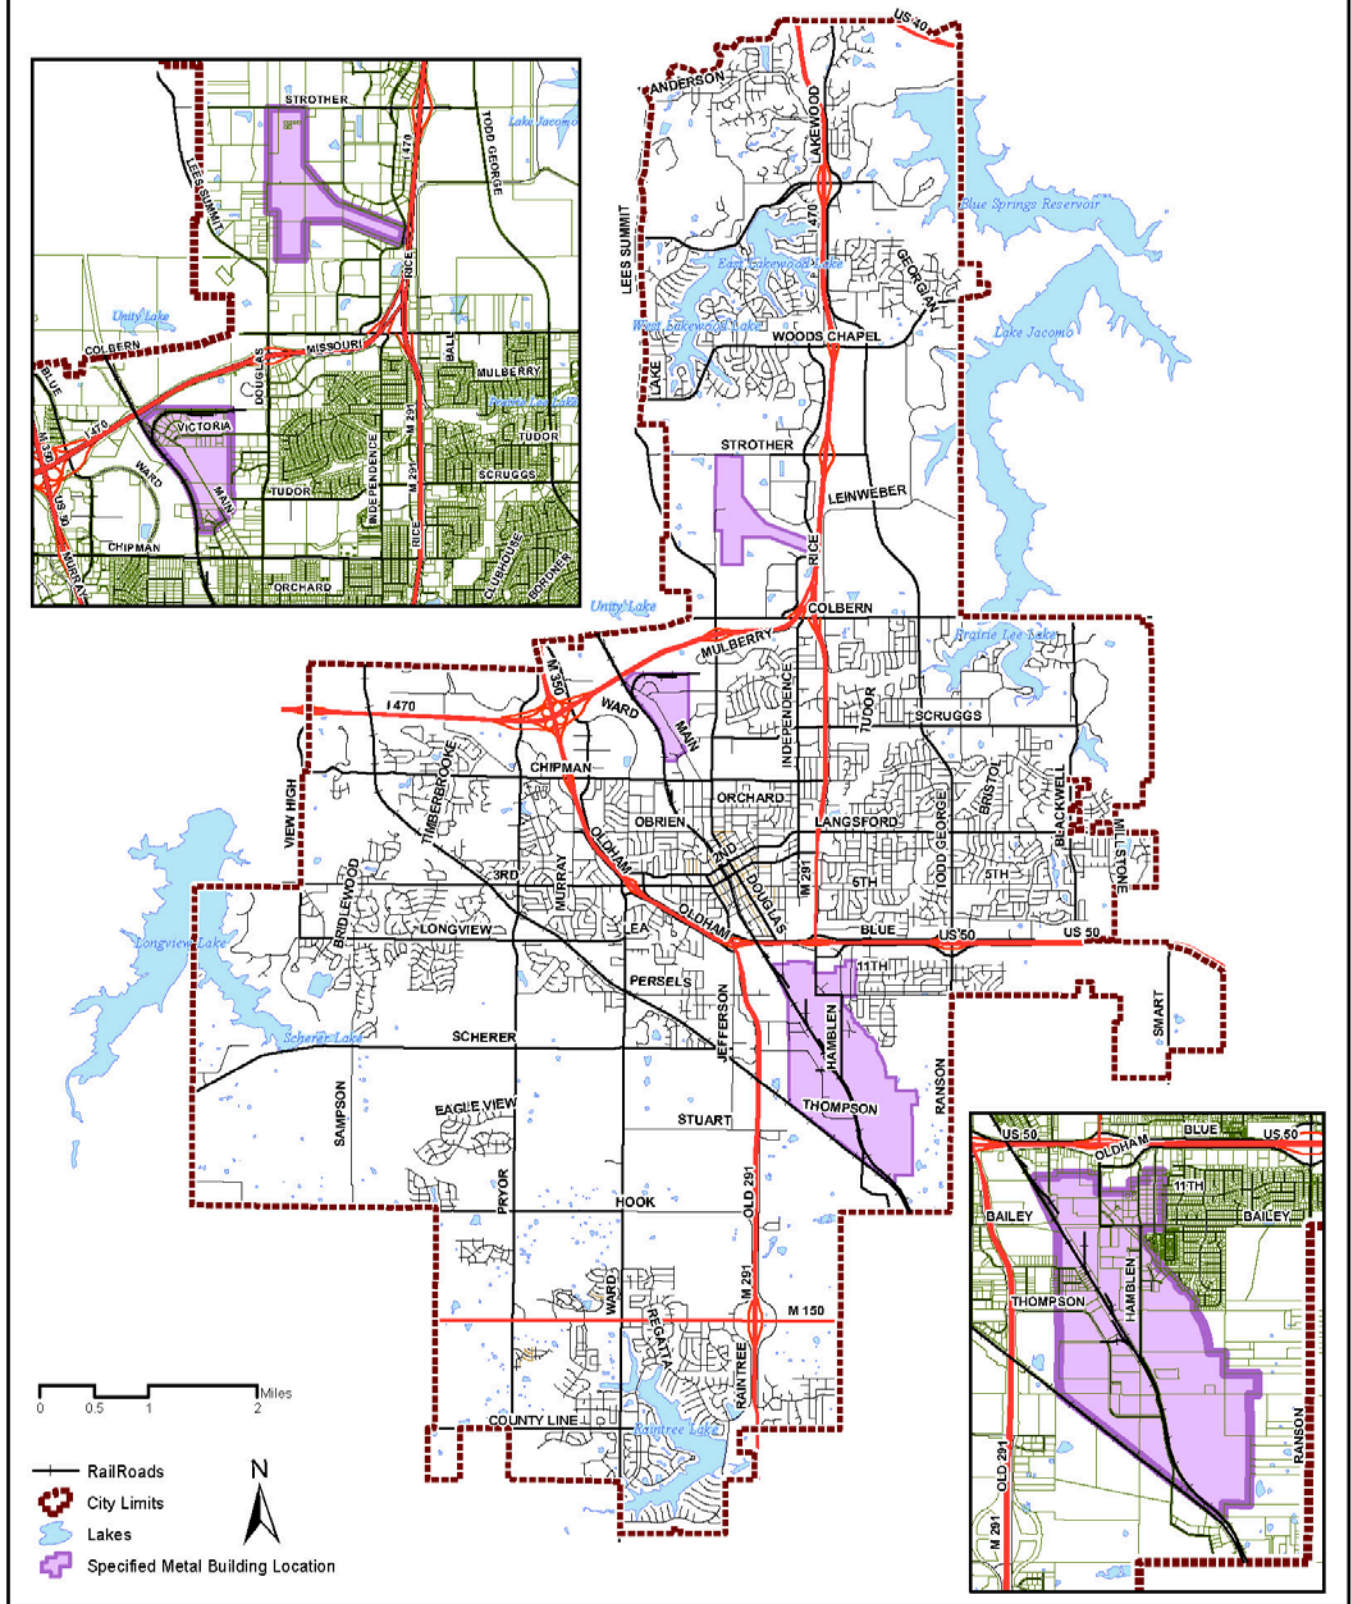 US 40
ANDERSON
LAKEWOOD
I 470
Blue Springs Reservoir
LEES SUMMIT
East Lakewood Lake
GEORGIAN
West Lakewood Lake
Lake Jacomo
WOODS CHAPEL
LAKE
STROTHER
LEINWEBER
RICE
Unity Lake
COLBERN
Prairie Lee Lake
MULBERRY
M 350
I 470
WARD
MAIN
INDEPENDENCE
TUDOR
SCRUGGS
CHIPMAN
TIMBERBROOKE
VIEW HIGH
ORCHARD
OBRIEN
LANGSFORD
TODD GEORGE
BRISTOL
BLACKWELL
MILLSTONE
OLDHAM
2ND
DOUGLAS
M 291
5TH
5TH
3RD
MURRAY
BRIDLEWOOD
LONGVIEW
LEA
OLDHAM
BLUE
US 50
US 50
Longview Lake
11TH
PERSELS
JEFFERSON
HAMBLEN
SMART
Scherer Lake
SCHERER
SAMPSON
EAGLE VIEW
STUART
THOMPSON
RANSON
PRYOR
HOOK
OLD 291
WARD
REGATTA
M 291
M 150
RAINTREE
COUNTY LINE
Raintree Lake
STROTHER
TODD GEORGE
Lake Jacomo
I 470
LEES SUMMIT
RICE
Unity Lake
COLBERN
MISSOURI
DOUGLAS
BALL
MULBERRY
BLUE
Prairie Lee Lake
I 470
VICTORIA
M 291
M 350
INDEPENDENCE
TUDOR
WARD
SCRUGGS
M 291
MAIN
TUDOR
US 50
RICE
CHIPMAN
MURRAY
ORCHARD
CLUBHOUSE
BORDNER
US 50
OLDHAM
BLUE
US 50
11TH
BAILEY
BAILEY
HAMBLEN
THOMPSON
RANSON
OLD 291
M 291
0 0.5 1 2 Miles
RailRoads
City Limits
Lakes
Specified Metal Building Location
N